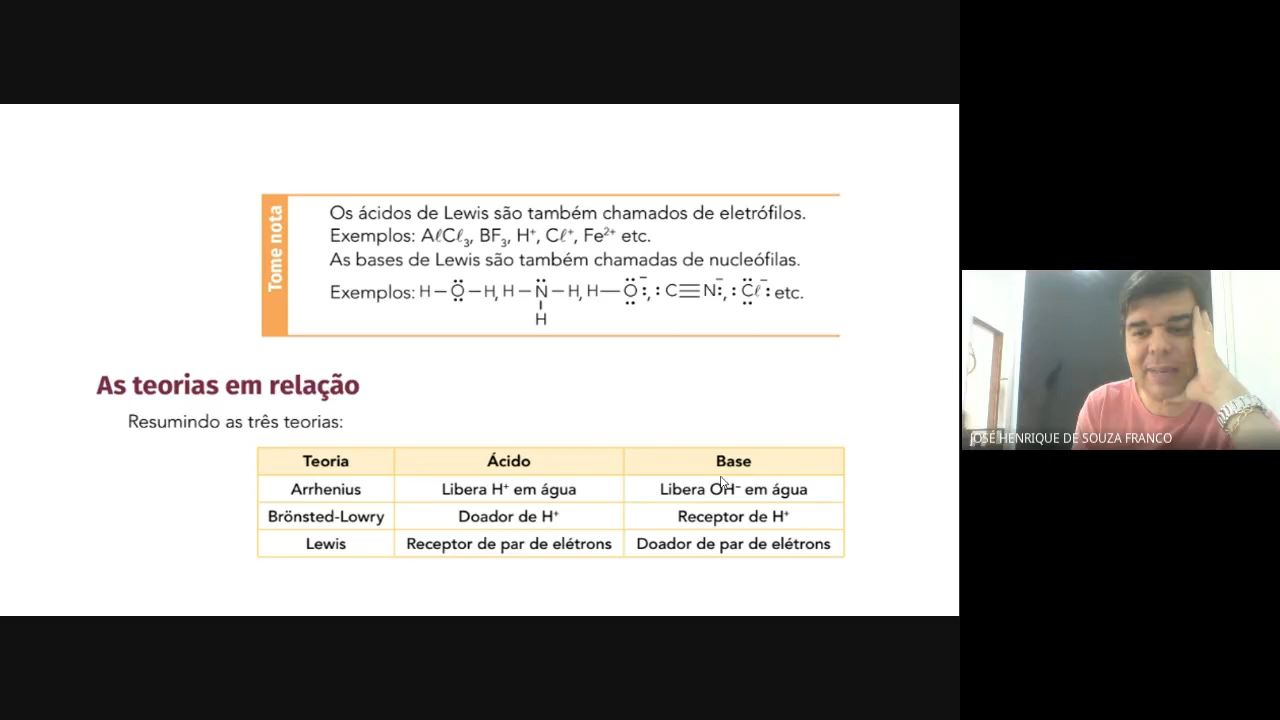 Tome nota
Os ácidos de Lewis são também chamados de eletrófilos.
Exemplos: AℓCℓ₃, BF₃, H⁺, Cℓ⁺, Fe²⁺ etc.
As bases de Lewis são também chamadas de nucleófilas.
Exemplos: H–Ö–H, H–N̈–H, H–Ö:⁻, :C≡N:⁻, :C̈ℓ:⁻ etc.
H
As teorias em relação
Resumindo as três teorias:
Teoria Ácido Base
Arrhenius Libera H⁺ em água Libera OH⁻ em água
Brönsted-Lowry Doador de H⁺ Receptor de H⁺
Lewis Receptor de par de elétrons Doador de par de elétrons
JOSÉ HENRIQUE DE SOUZA FRANCO